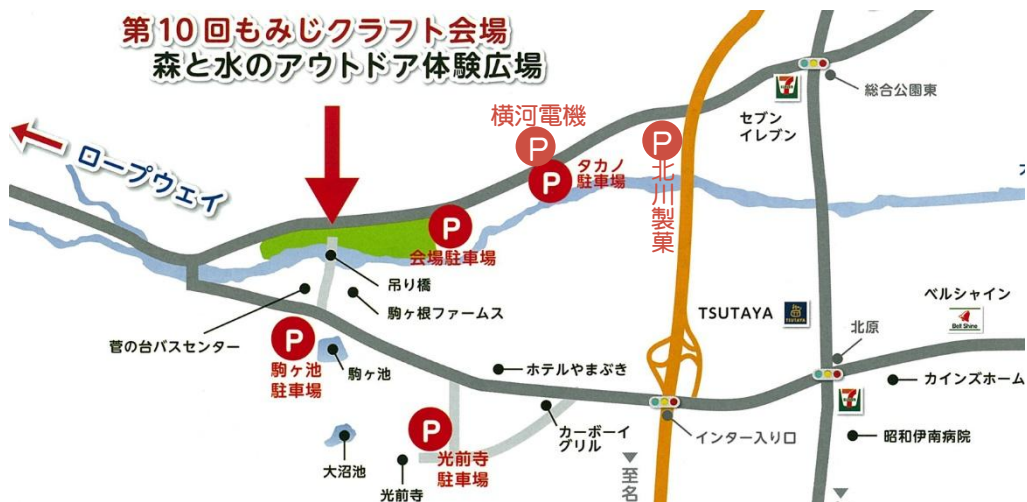 第10回もみじクラフト会場
森と水のアウトドア体験広場
ロープウェイ
横河電機
P
P
タカノ
駐車場
P
北川製菓
セブン
イレブン
総合公園東
P
会場駐車場
吊り橋
駒ヶ根ファームス
菅の台バスセンター
P
駒ヶ池
駐車場
駒ヶ池
大沼池
P
光前寺
駐車場
光前寺
ホテルやまぶき
カーボーイ
グリル
TSUTAYA
TSUTAYA
ベルシャイン
Bell Shine
北原
カインズホーム
インター入り口
昭和伊南病院
▼至名
▼